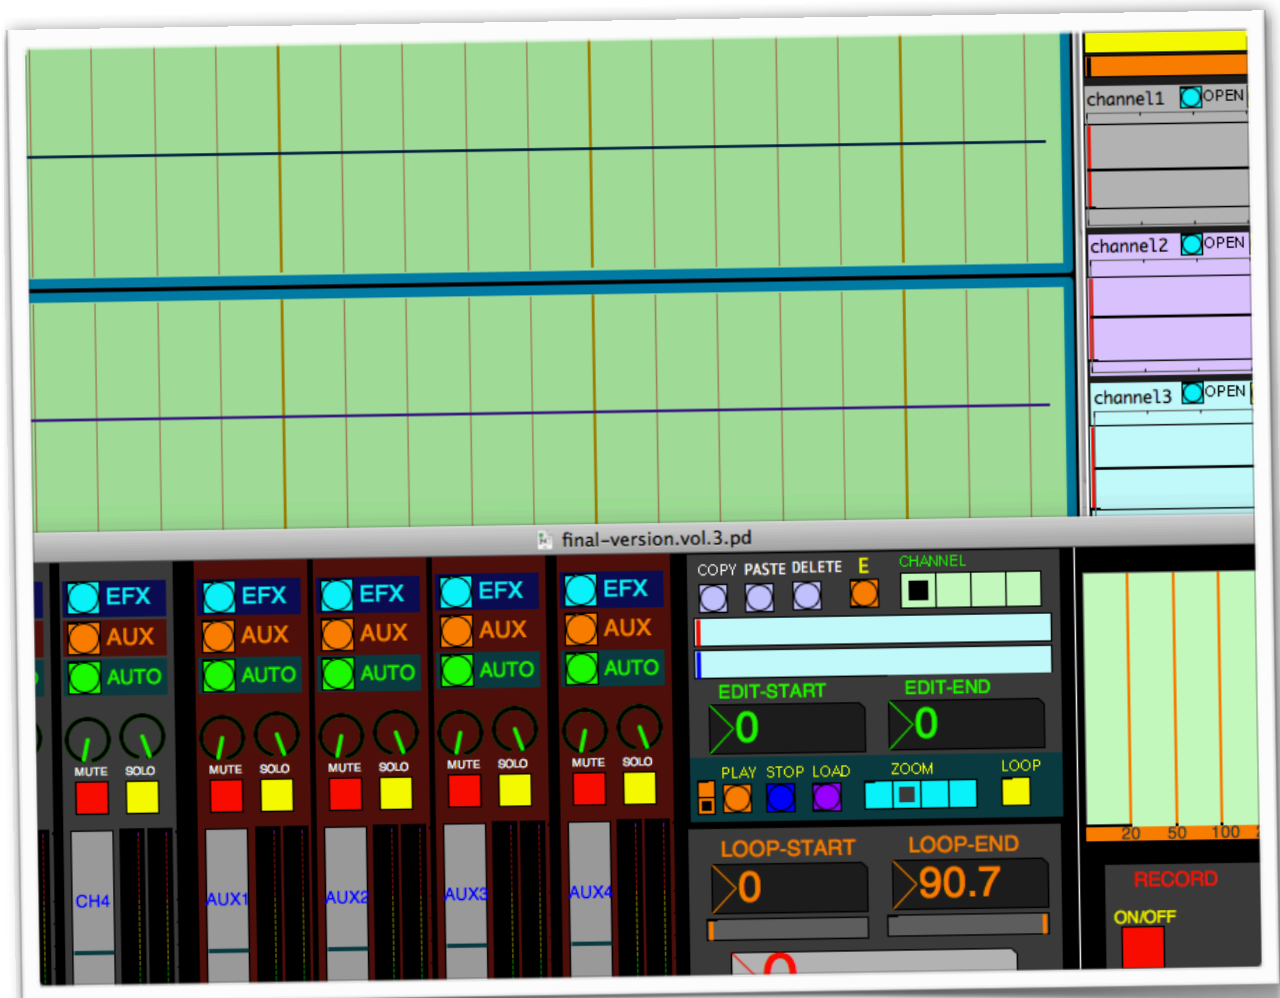 channel1 OPEN
channel2 OPEN
channel3 OPEN
final-version.vol.3.pd
EFX EFX EFX EFX EFX
AUX AUX AUX AUX AUX
AUTO AUTO AUTO AUTO AUTO
MUTE SOLO MUTE SOLO MUTE SOLO MUTE SOLO MUTE SOLO
CH4 AUX1 AUX2 AUX3 AUX4
COPY PASTE DELETE E CHANNEL
EDIT-START EDIT-END
0 0
PLAY STOP LOAD ZOOM LOOP
LOOP-START LOOP-END
0 90.7
0
20 50 100
RECORD
ON/OFF